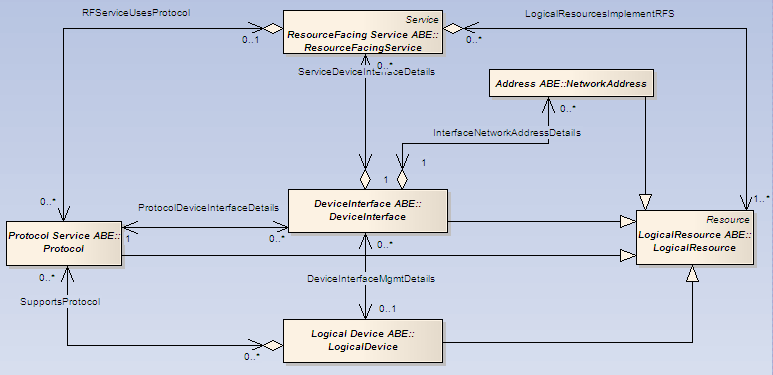 RFServiceUsesProtocol
Service
LogicalResourcesImplementRFS
ResourceFacing Service ABE::
ResourceFacingService
0..1
0..*
0..*
ServiceDeviceInterfaceDetails
Address ABE::NetworkAddress
0..*
InterfaceNetworkAddressDetails
1
1
DeviceInterface ABE::
DeviceInterface
0..*
ProtocolDeviceInterfaceDetails
1..*
Resource
LogicalResource ABE::
LogicalResource
Protocol Service ABE::
Protocol
1
0..*
0..*
0..*
DeviceInterfaceMgmtDetails
SupportsProtocol
0..1
Logical Device ABE::
LogicalDevice
0..*